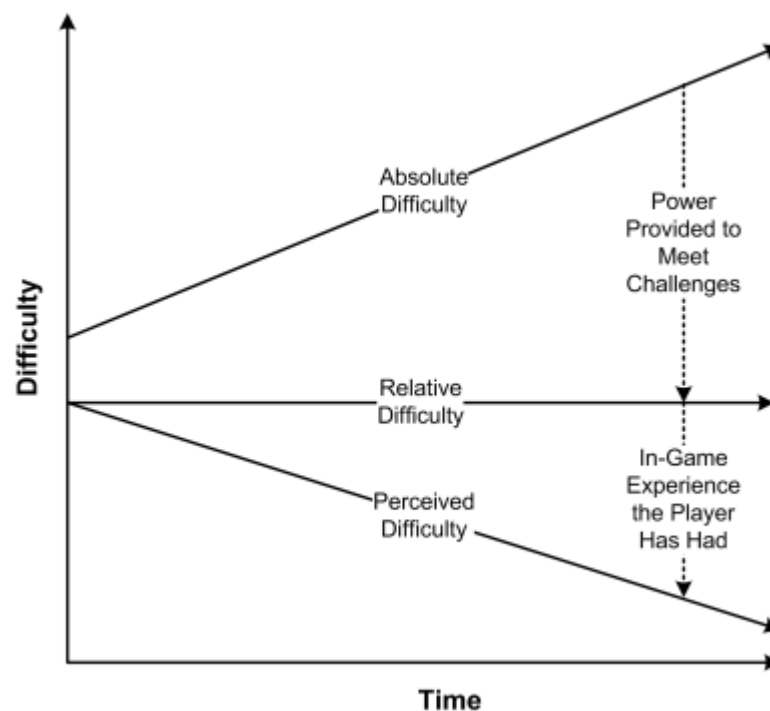 Absolute
Difficulty
Power
Provided to
Meet
Challenges
Difficulty
Relative
Difficulty
In-Game
Experience
the Player
Has Had
Perceived
Difficulty
Time